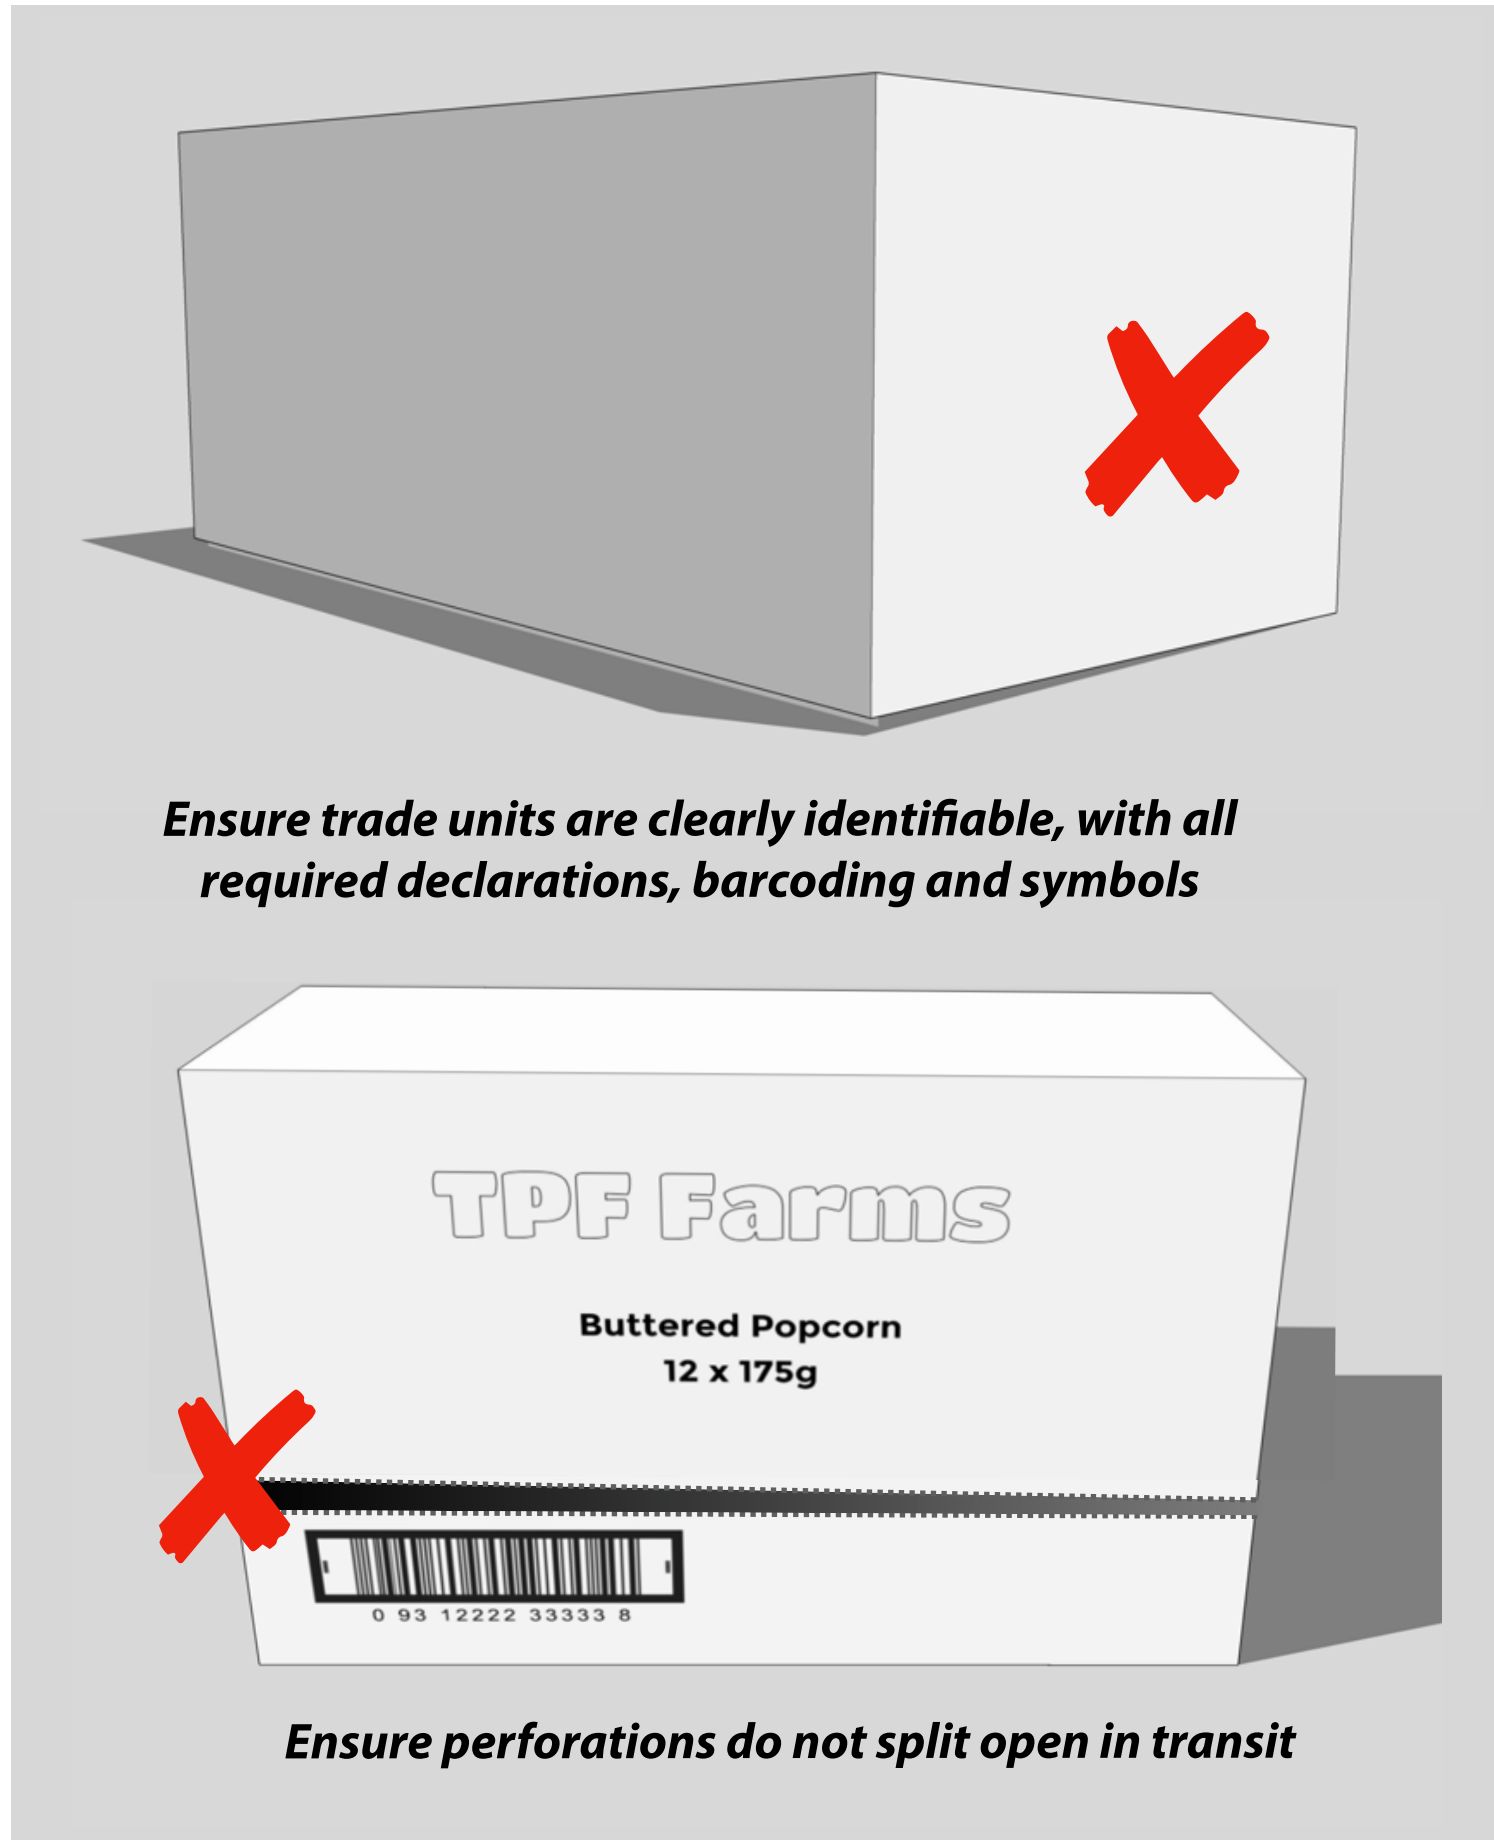 Ensure trade units are clearly identifiable, with all
required declarations, barcoding and symbols
TPF Farms
Buttered Popcorn
12 x 175g
0 93 12222 33333 8
Ensure perforations do not split open in transit